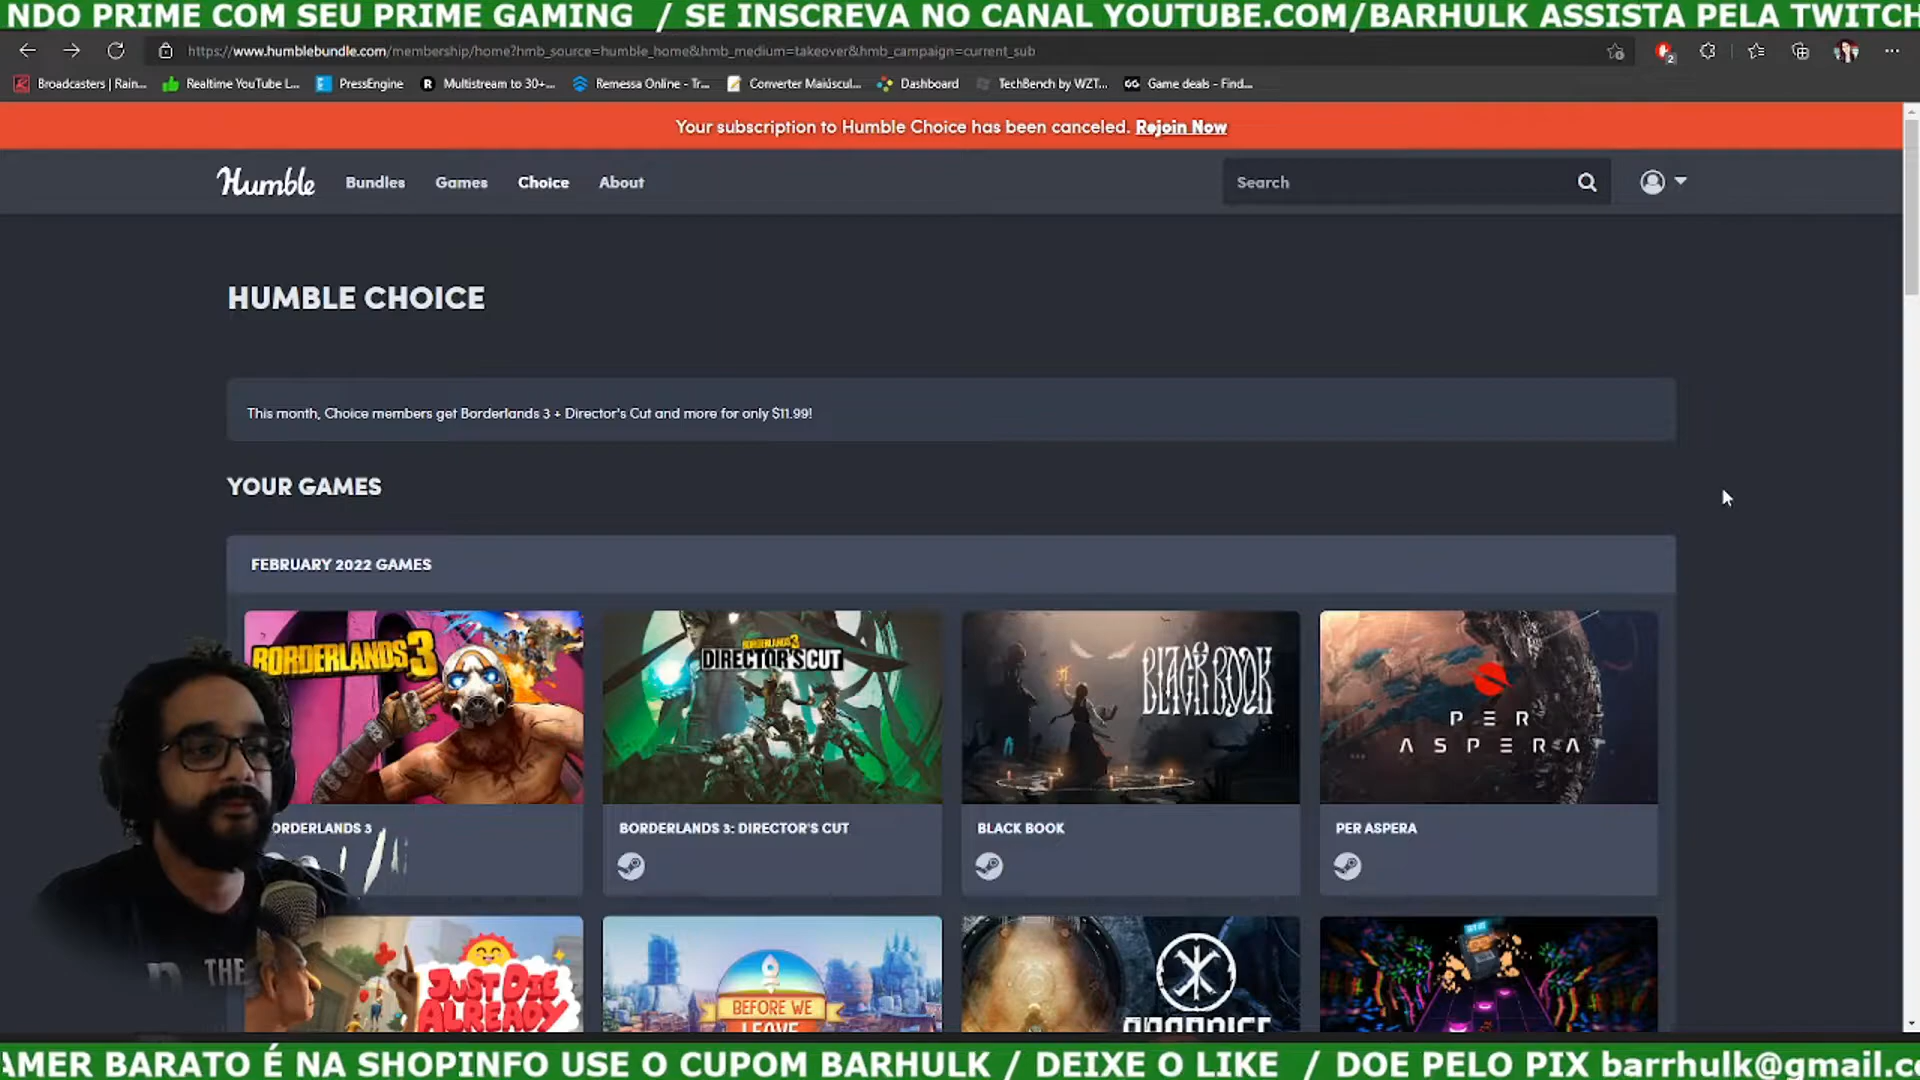 NDO PRIME COM SEU PRIME GAMING / SE INSCREVA NO CANAL YOUTUBE.COM/BARHULK ASSISTA PELA TWITCH
https://www.humblebundle.com/membership/home?hmb_source=humble_home&hmb_medium=takeover&hmb_campaign=current_sub
2
Broadcasters | Rain... Realtime YouTube L... PressEngine Multistream to 30+... Remessa Online - Tr... Converter Maiúscul... Dashboard TechBench by WZT... GG Game deals - Find...
Your subscription to Humble Choice has been canceled. Rejoin Now
Humble Bundles Games Choice About Search
HUMBLE CHOICE
This month, Choice members get Borderlands 3 + Director's Cut and more for only $11.99!
YOUR GAMES
FEBRUARY 2022 GAMES
BORDERLANDS 3
BORDERLANDS 3
DIRECTOR'S CUT
BLACK BOOK
PER
ASPERA
ORDERLANDS 3
BORDERLANDS 3: DIRECTOR'S CUT
BLACK BOOK
PER ASPERA
THE
JUST DIE
ALREADY
BEFORE WE
LEAVE
AMER BARATO É NA SHOPINFO USE O CUPOM BARHULK / DEIXE O LIKE / DOE PELO PIX barrhulk@gmail.co